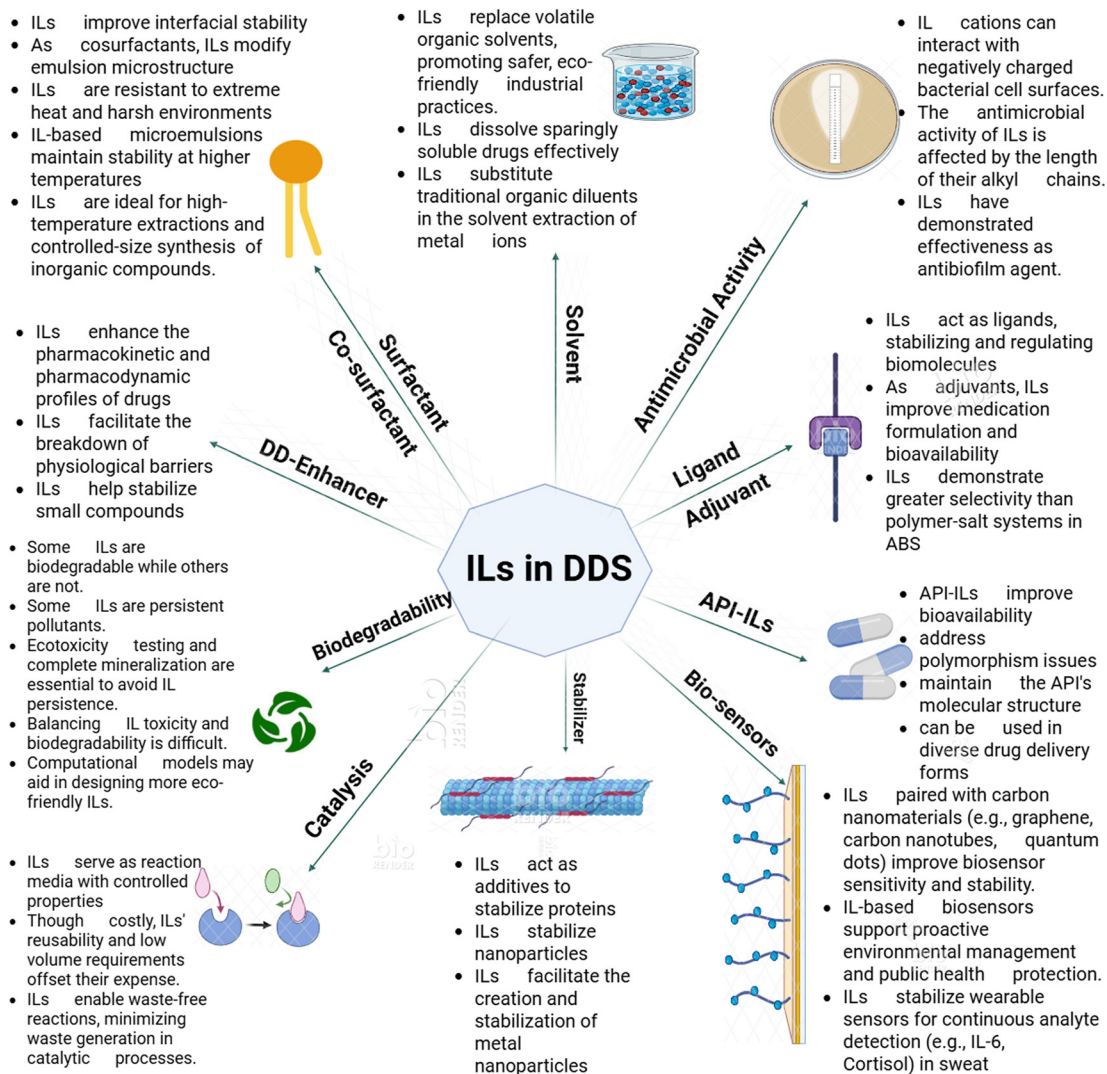 • ILs improve interfacial stability
• As cosurfactants, ILs modify
emulsion microstructure
• ILs are resistant to extreme
heat and harsh environments
• IL-based microemulsions
maintain stability at higher
temperatures
• ILs are ideal for high-
temperature extractions and
controlled-size synthesis of
inorganic compounds.
• ILs replace volatile
organic solvents,
promoting safer, eco-
friendly industrial
practices.
• ILs dissolve sparingly
soluble drugs effectively
• ILs substitute
traditional organic diluents
in the solvent extraction of
metal ions
• IL cations can
interact with
negatively charged
bacterial cell surfaces.
• The antimicrobial
activity of ILs is
affected by the length
of their alkyl chains.
• ILs have
demonstrated
effectiveness as
antibiofilm agent.
Surfactant
Co-surfactant
Solvent
Antimicrobial Activity
• ILs enhance the
pharmacokinetic and
pharmacodynamic
profiles of drugs
• ILs facilitate the
breakdown of
physiological barriers
• ILs help stabilize
small compounds
DD-Enhancer
Ligand
Adjuvant
• ILs act as ligands,
stabilizing and regulating
biomolecules
• As adjuvants, ILs
improve medication
formulation and
bioavailability
• ILs demonstrate
greater selectivity than
polymer-salt systems in
ABS
ILs in DDS
• Some ILs are
biodegradable while others
are not.
• Some ILs are persistent
pollutants.
• Ecotoxicity testing and
complete mineralization are
essential to avoid IL
persistence.
• Balancing IL toxicity and
biodegradability is difficult.
• Computational models may
aid in designing more eco-
friendly ILs.
Biodegradability
API-ILs
• API-ILs improve
bioavailability
• address
• polymorphism issues
• maintain the API's
molecular structure
• can be used in
diverse drug delivery
forms
Catalysis
Stabilizer
Bio-sensors
bio
RENDER
bio
RENDER
bio
RENDER
• ILs serve as reaction
media with controlled
properties
• Though costly, ILs'
reusability and low
volume requirements
offset their expense.
• ILs enable waste-free
reactions, minimizing
waste generation in
catalytic processes.
• ILs act as
additives to
stabilize proteins
• ILs stabilize
nanoparticles
• ILs facilitate the
creation and
stabilization of
metal
nanoparticles
• ILs paired with carbon
nanomaterials (e.g., graphene,
carbon nanotubes, quantum
dots) improve biosensor
sensitivity and stability.
• IL-based biosensors
support proactive
environmental management
and public health protection.
• ILs stabilize wearable
sensors for continuous analyte
detection (e.g., IL-6,
Cortisol) in sweat